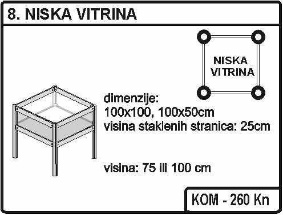 8. NISKA VITRINA
NISKA
VITRINA
dimenzije:
100x100, 100x50cm
visina staklenih stranica: 25cm
visina: 75 ili 100 cm
KOM - 260 Kn